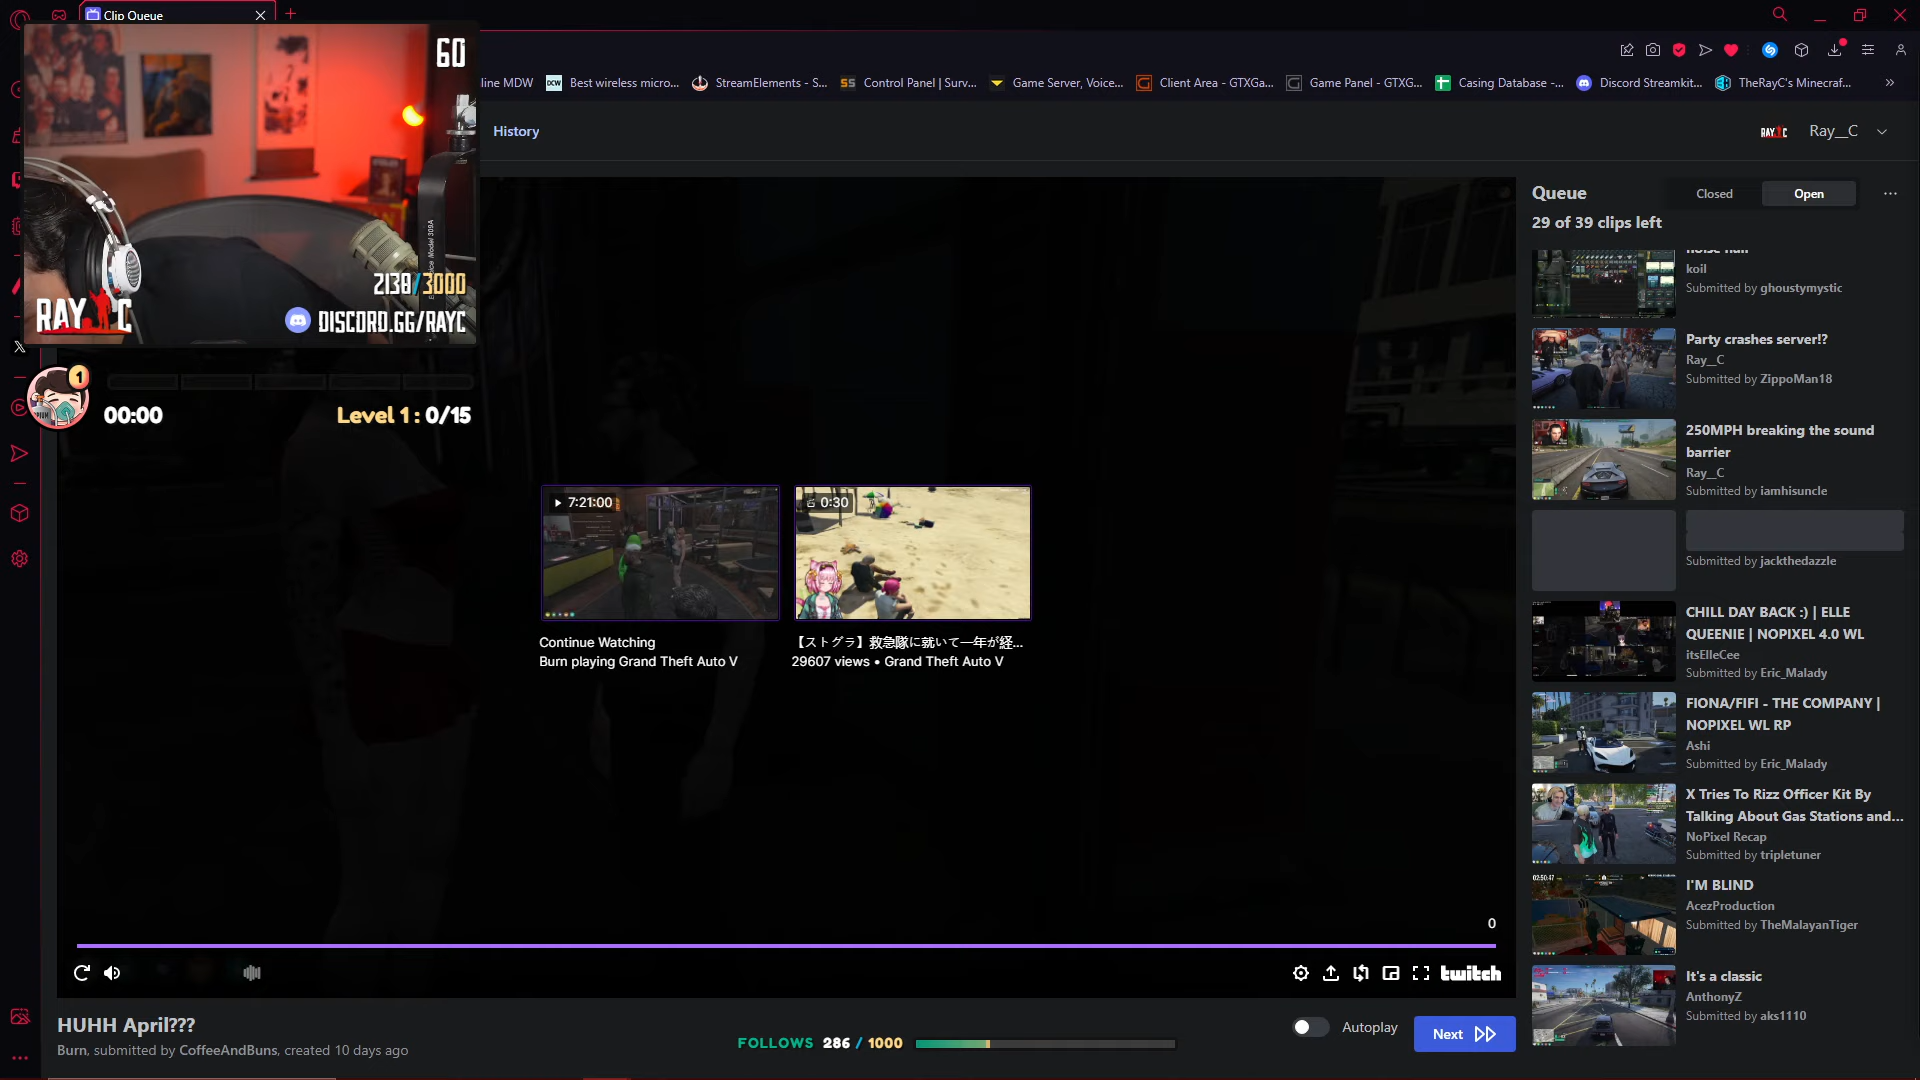 Clip Queue
60
line MDW
Best wireless micro...
StreamElements - S...
Control Panel | Surv...
Game Server, Voice...
Client Area - GTXGa...
Game Panel - GTXG...
Casing Database -...
Discord Streamkit...
TheRayC's Minecraf...
History
RAY C
Ray__C
2138/3000
RAY C
DISCORD.GG/RAYC
1
00:00
Level 1 : 0/15
7:21:00
Continue Watching
Burn playing Grand Theft Auto V
0:30
【ストグラ】救急隊に就いて一年が経...
29607 views • Grand Theft Auto V
0
twitch
HUHH April???
Burn, submitted by CoffeeAndBuns, created 10 days ago
FOLLOWS 286 / 1000
Autoplay
Next
Queue
Closed
Open
29 of 39 clips left
koil
Submitted by ghoustymystic
Party crashes server!?
Ray__C
Submitted by ZippoMan18
250MPH breaking the sound
barrier
Ray__C
Submitted by iamhisuncle
Submitted by jackthedazzle
CHILL DAY BACK :) | ELLE
QUEENIE | NOPIXEL 4.0 WL
itsElleCee
Submitted by Eric_Malady
FIONA/FIFI - THE COMPANY |
NOPIXEL WL RP
Ashi
Submitted by Eric_Malady
X Tries To Rizz Officer Kit By
Talking About Gas Stations and...
NoPixel Recap
Submitted by tripletuner
02:50:47
I'M BLIND
AcezProduction
Submitted by TheMalayanTiger
It's a classic
AnthonyZ
Submitted by aks1110